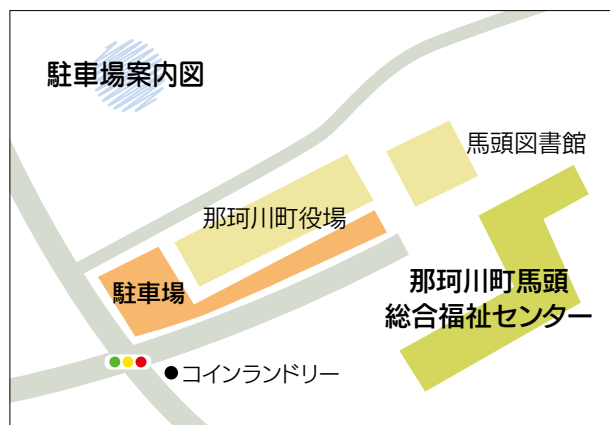 駐車場案内図
馬頭図書館
那珂川町役場
那珂川町馬頭
総合福祉センター
駐車場
コインランドリー